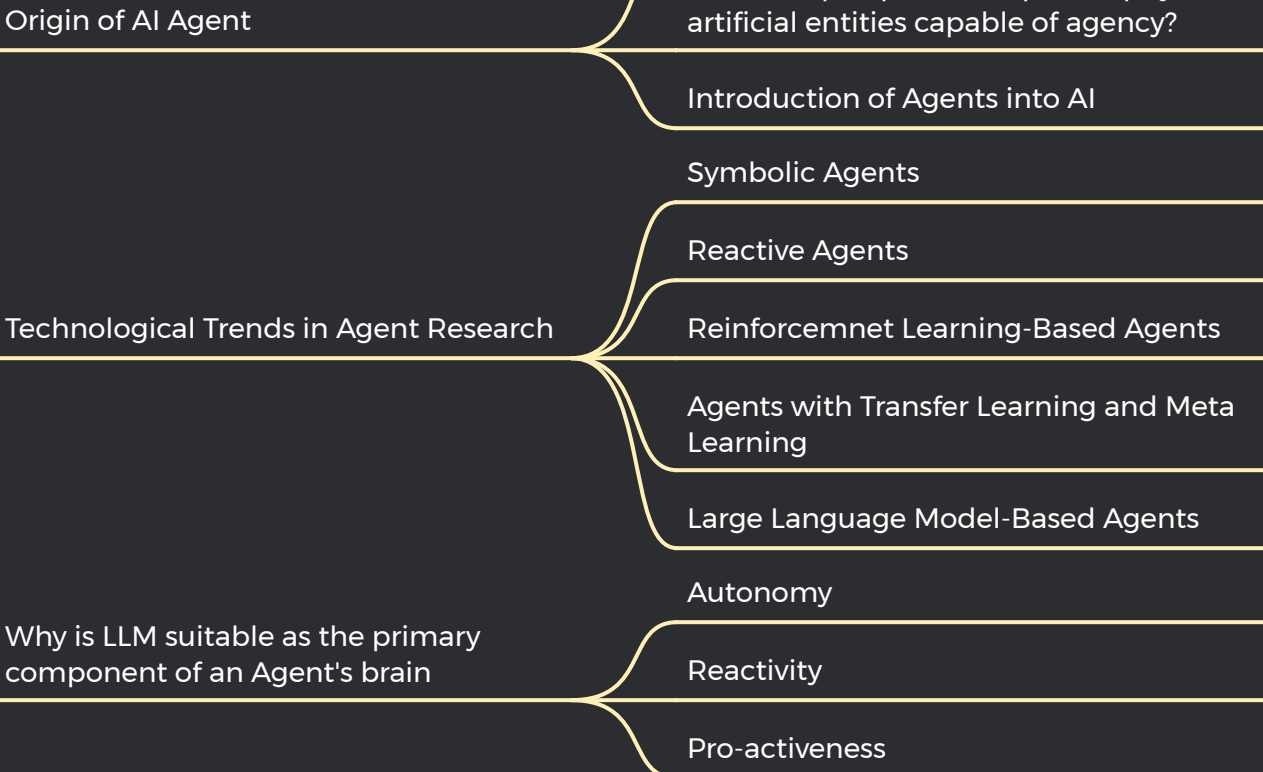 Origin of AI Agent
artificial entities capable of agency?
Introduction of Agents into AI
Technological Trends in Agent Research
Symbolic Agents
Reactive Agents
Reinforcemnet Learning-Based Agents
Agents with Transfer Learning and Meta
Learning
Large Language Model-Based Agents
Why is LLM suitable as the primary
component of an Agent's brain
Autonomy
Reactivity
Pro-activeness